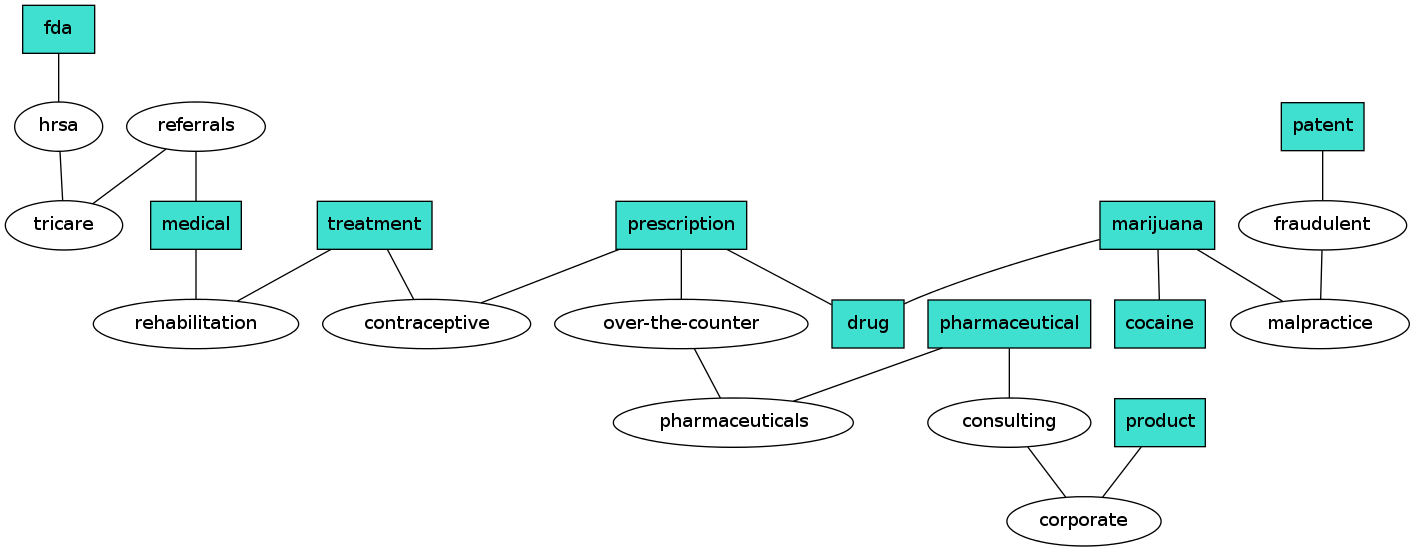 fda
hrsa
referrals
patent
tricare
medical
treatment
prescription
marijuana
fraudulent
rehabilitation
contraceptive
over-the-counter
drug
pharmaceutical
cocaine
malpractice
pharmaceuticals
consulting
product
corporate